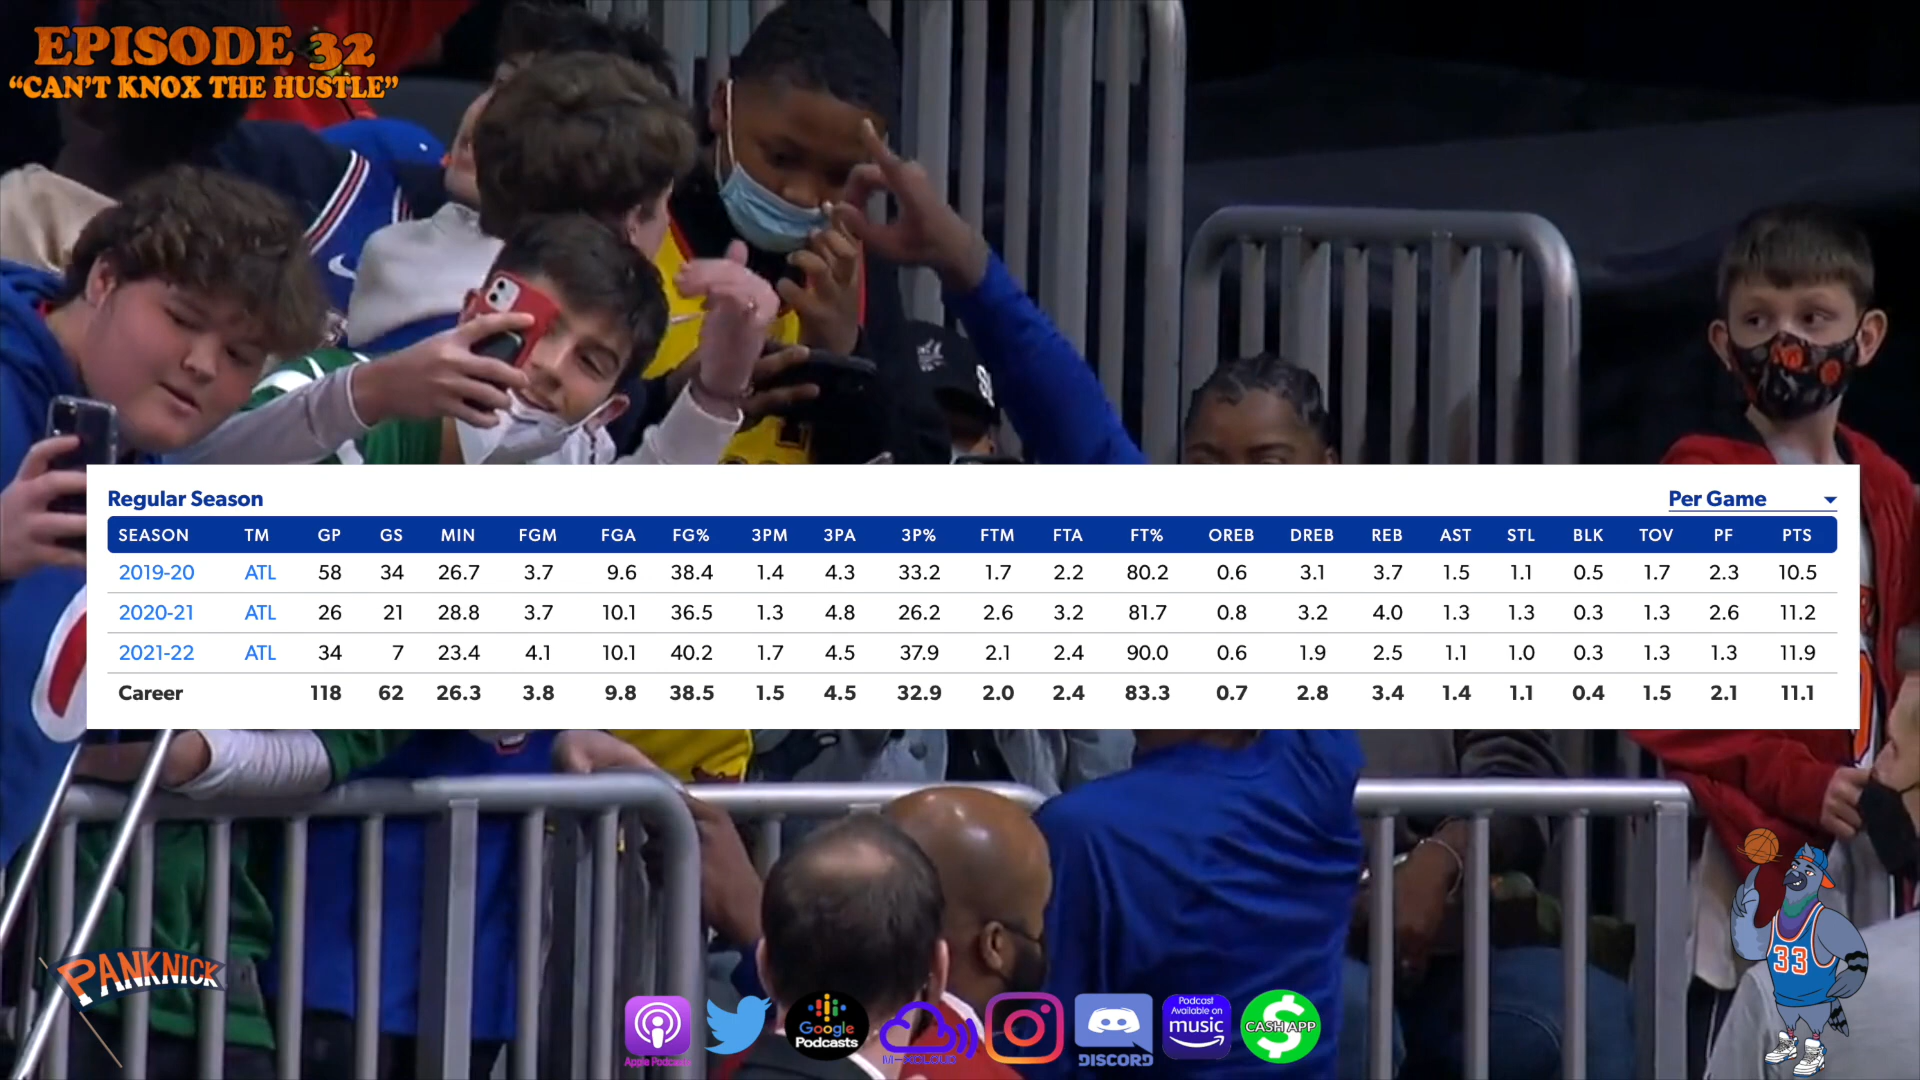 EPISODE 32
“CAN'T KNOX THE HUSTLE”
Regular Season
Per Game
SEASON TM GP GS MIN FGM FGA FG% 3PM 3PA 3P% FTM FTA FT% OREB DREB REB AST STL BLK TOV PF PTS
2019-20 ATL 58 34 26.7 3.7 9.6 38.4 1.4 4.3 33.2 1.7 2.2 80.2 0.6 3.1 3.7 1.5 1.1 0.5 1.7 2.3 10.5
2020-21 ATL 26 21 28.8 3.7 10.1 36.5 1.3 4.8 26.2 2.6 3.2 81.7 0.8 3.2 4.0 1.3 1.3 0.3 1.3 2.6 11.2
2021-22 ATL 34 7 23.4 4.1 10.1 40.2 1.7 4.5 37.9 2.1 2.4 90.0 0.6 1.9 2.5 1.1 1.0 0.3 1.3 1.3 11.9
Career 118 62 26.3 3.8 9.8 38.5 1.5 4.5 32.9 2.0 2.4 83.3 0.7 2.8 3.4 1.4 1.1 0.4 1.5 2.1 11.1
33
PANKNICK
Apple Podcasts
Google
Podcasts
DISCORD
Podcast
Available on
music
CASH APP